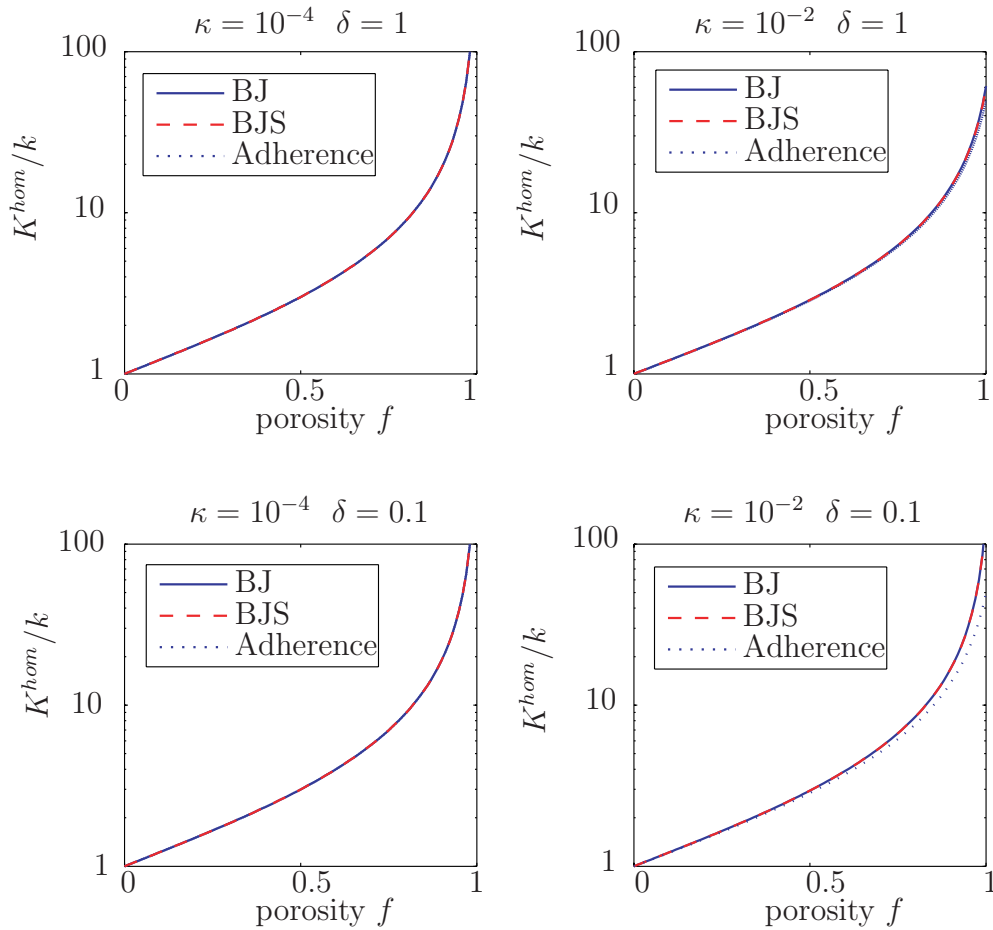 κ = 10⁻⁴ δ = 1
100
10
1
K^{hom}/k
BJ
BJS
Adherence
0
0.5
1
porosity f
κ = 10⁻² δ = 1
100
10
1
K^{hom}/k
BJ
BJS
Adherence
0
0.5
1
porosity f
κ = 10⁻⁴ δ = 0.1
100
10
1
K^{hom}/k
BJ
BJS
Adherence
0
0.5
1
porosity f
κ = 10⁻² δ = 0.1
100
10
1
K^{hom}/k
BJ
BJS
Adherence
0
0.5
1
porosity f